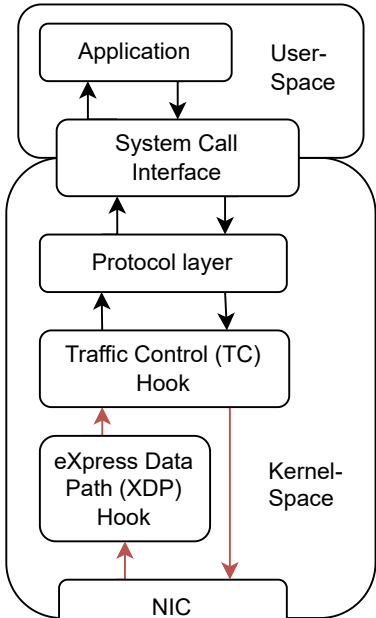 Application
User-
Space
System Call
Interface
Protocol layer
Traffic Control (TC)
Hook
eXpress Data
Path (XDP)
Hook
Kernel-
Space
NIC